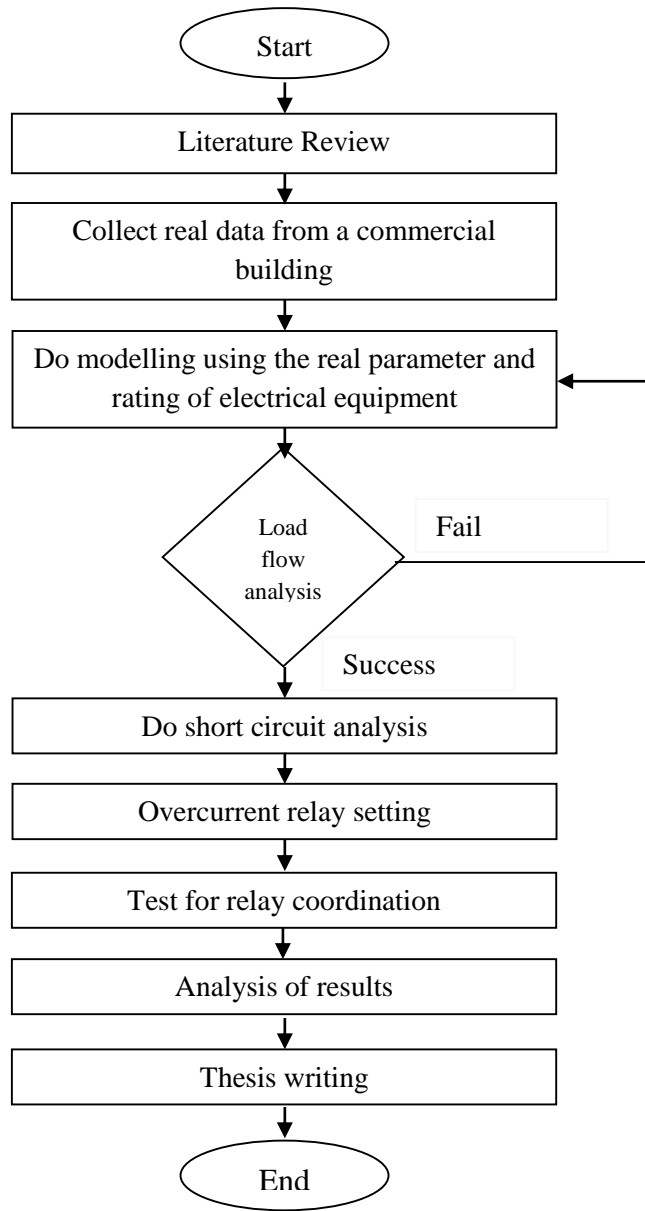 Start
Literature Review
Collect real data from a commercial
building
Do modelling using the real parameter and
rating of electrical equipment
Load
flow
analysis
Fail
Success
Do short circuit analysis
Overcurrent relay setting
Test for relay coordination
Analysis of results
Thesis writing
End